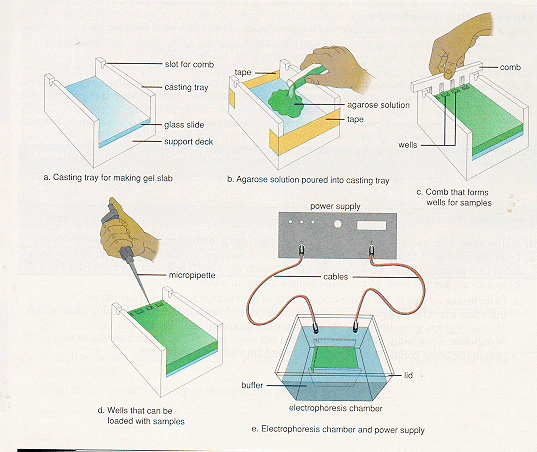 slot for comb
casting tray
glass slide
support deck
a. Casting tray for making gel slab
tape
agarose solution
tape
b. Agarose solution poured into casting tray
comb
wells
c. Comb that forms
wells for samples
micropipette
d. Wells that can be
loaded with samples
power supply
cables
buffer
lid
electrophoresis chamber
e. Electrophoresis chamber and power supply